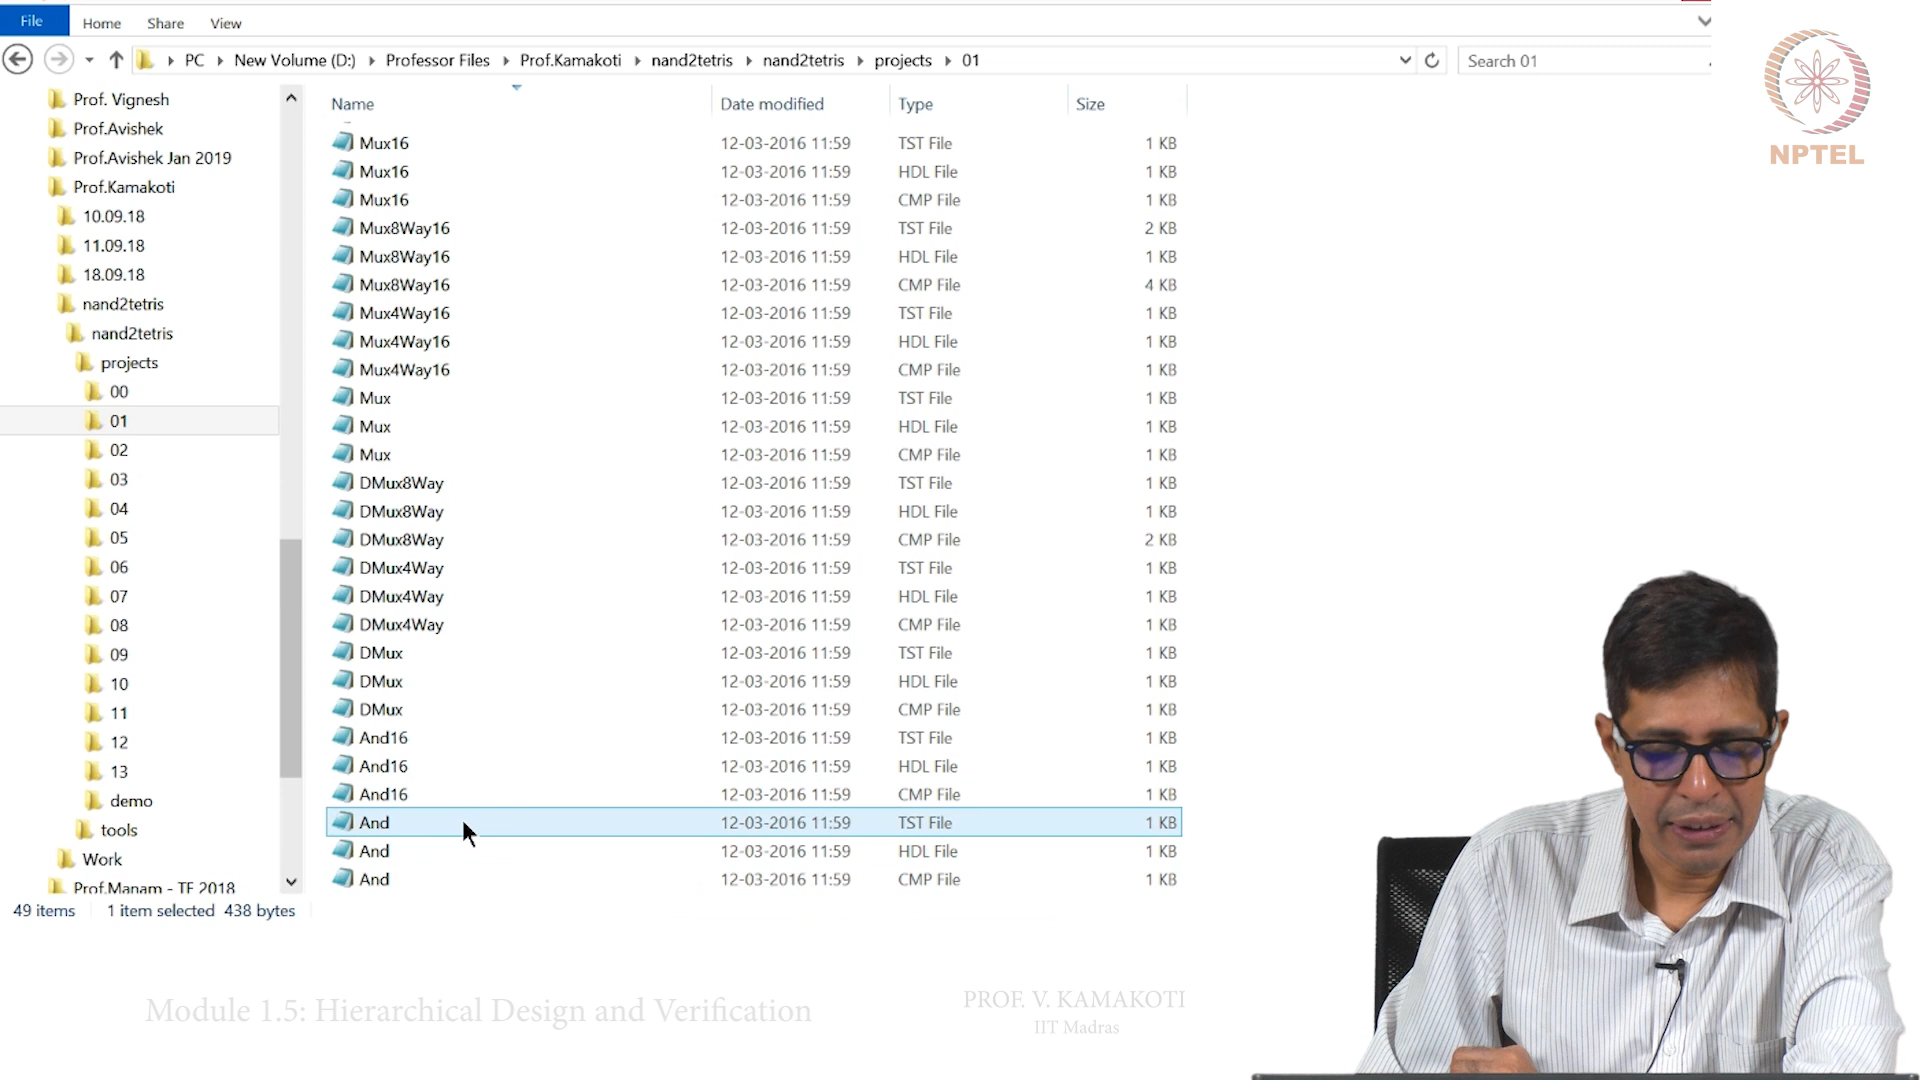 File Home Share View
PC New Volume (D:) Professor Files Prof.Kamakoti nand2tetris nand2tetris projects 01
Search 01
NPTEL
Prof. Vignesh
Prof.Avishek
Prof.Avishek Jan 2019
Prof.Kamakoti
10.09.18
11.09.18
18.09.18
nand2tetris
nand2tetris
projects
00
01
02
03
04
05
06
07
08
09
10
11
12
13
demo
tools
Work
Prof.Manam - TF 2018
Name Date modified Type Size
Mux16 12-03-2016 11:59 TST File 1 KB
Mux16 12-03-2016 11:59 HDL File 1 KB
Mux16 12-03-2016 11:59 CMP File 1 KB
Mux8Way16 12-03-2016 11:59 TST File 2 KB
Mux8Way16 12-03-2016 11:59 HDL File 1 KB
Mux8Way16 12-03-2016 11:59 CMP File 4 KB
Mux4Way16 12-03-2016 11:59 TST File 1 KB
Mux4Way16 12-03-2016 11:59 HDL File 1 KB
Mux4Way16 12-03-2016 11:59 CMP File 1 KB
Mux 12-03-2016 11:59 TST File 1 KB
Mux 12-03-2016 11:59 HDL File 1 KB
Mux 12-03-2016 11:59 CMP File 1 KB
DMux8Way 12-03-2016 11:59 TST File 1 KB
DMux8Way 12-03-2016 11:59 HDL File 1 KB
DMux8Way 12-03-2016 11:59 CMP File 2 KB
DMux4Way 12-03-2016 11:59 TST File 1 KB
DMux4Way 12-03-2016 11:59 HDL File 1 KB
DMux4Way 12-03-2016 11:59 CMP File 1 KB
DMux 12-03-2016 11:59 TST File 1 KB
DMux 12-03-2016 11:59 HDL File 1 KB
DMux 12-03-2016 11:59 CMP File 1 KB
And16 12-03-2016 11:59 TST File 1 KB
And16 12-03-2016 11:59 HDL File 1 KB
And16 12-03-2016 11:59 CMP File 1 KB
And 12-03-2016 11:59 TST File 1 KB
And 12-03-2016 11:59 HDL File 1 KB
And 12-03-2016 11:59 CMP File 1 KB
49 items 1 item selected 438 bytes
Module 1.5: Hierarchical Design and Verification
PROF. V. KAMAKOTI
IIT Madras